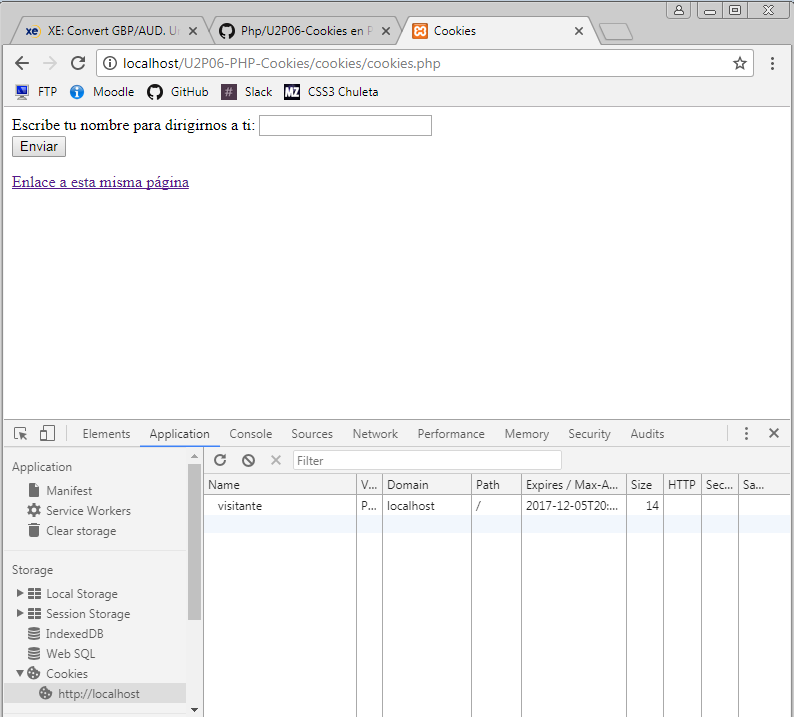 XE: Convert GBP/AUD. U
Php/U2P06-Cookies en P
Cookies
localhost/U2P06-PHP-Cookies/cookies/cookies.php
FTP Moodle GitHub # Slack MZ CSS3 Chuleta
Escribe tu nombre para dirigirnos a ti:
Enviar
Enlace a esta misma página
Elements Application Console Sources Network Performance Memory Security Audits
Application
Manifest
Service Workers
Clear storage
Storage
Local Storage
Session Storage
IndexedDB
Web SQL
Cookies
http://localhost
Filter
Name V... Domain Path Expires / Max-A... Size HTTP Sec... Sa...
visitante P... localhost / 2017-12-05T20:... 14